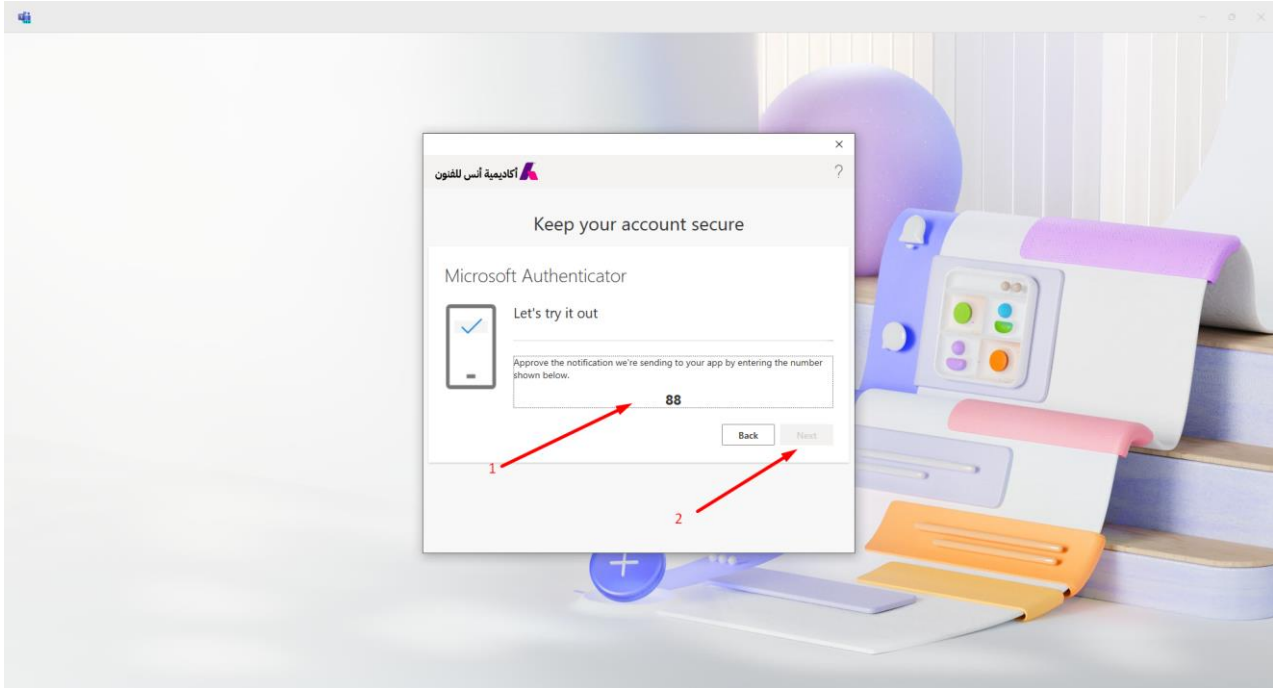 أكاديمية أنس للفنون
?
Keep your account secure
Microsoft Authenticator
Let's try it out
Approve the notification we're sending to your app by entering the number
shown below.
88
Back Next
1
2